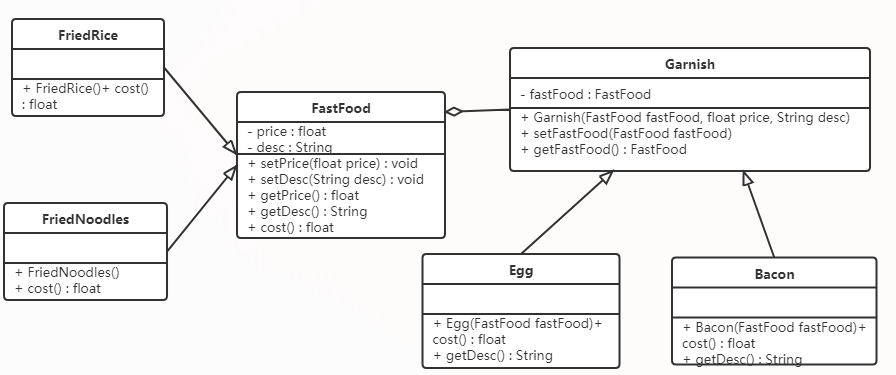 FriedRice
+ FriedRice()+ cost()
: float
FastFood
- price : float
- desc : String
+ setPrice(float price) : void
+ setDesc(String desc) : void
+ getPrice() : float
+ getDesc() : String
+ cost() : float
Garnish
- fastFood : FastFood
+ Garnish(FastFood fastFood, float price, String desc)
+ setFastFood(FastFood fastFood)
+ getFastFood() : FastFood
FriedNoodles
+ FriedNoodles()
+ cost() : float
Egg
+ Egg(FastFood fastFood)+
cost() : float
+ getDesc() : String
Bacon
+ Bacon(FastFood fastFood)+
cost() : float
+ getDesc() : String